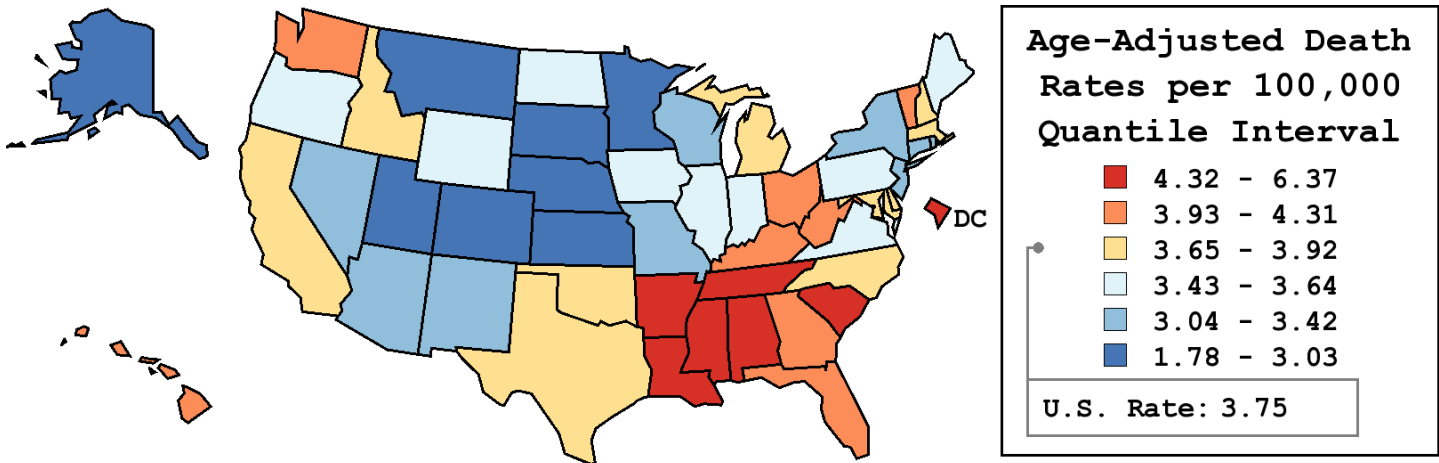 DC
Age-Adjusted Death
Rates per 100,000
Quantile Interval
4.32 - 6.37
3.93 - 4.31
3.65 - 3.92
3.43 - 3.64
3.04 - 3.42
1.78 - 3.03
U.S. Rate: 3.75